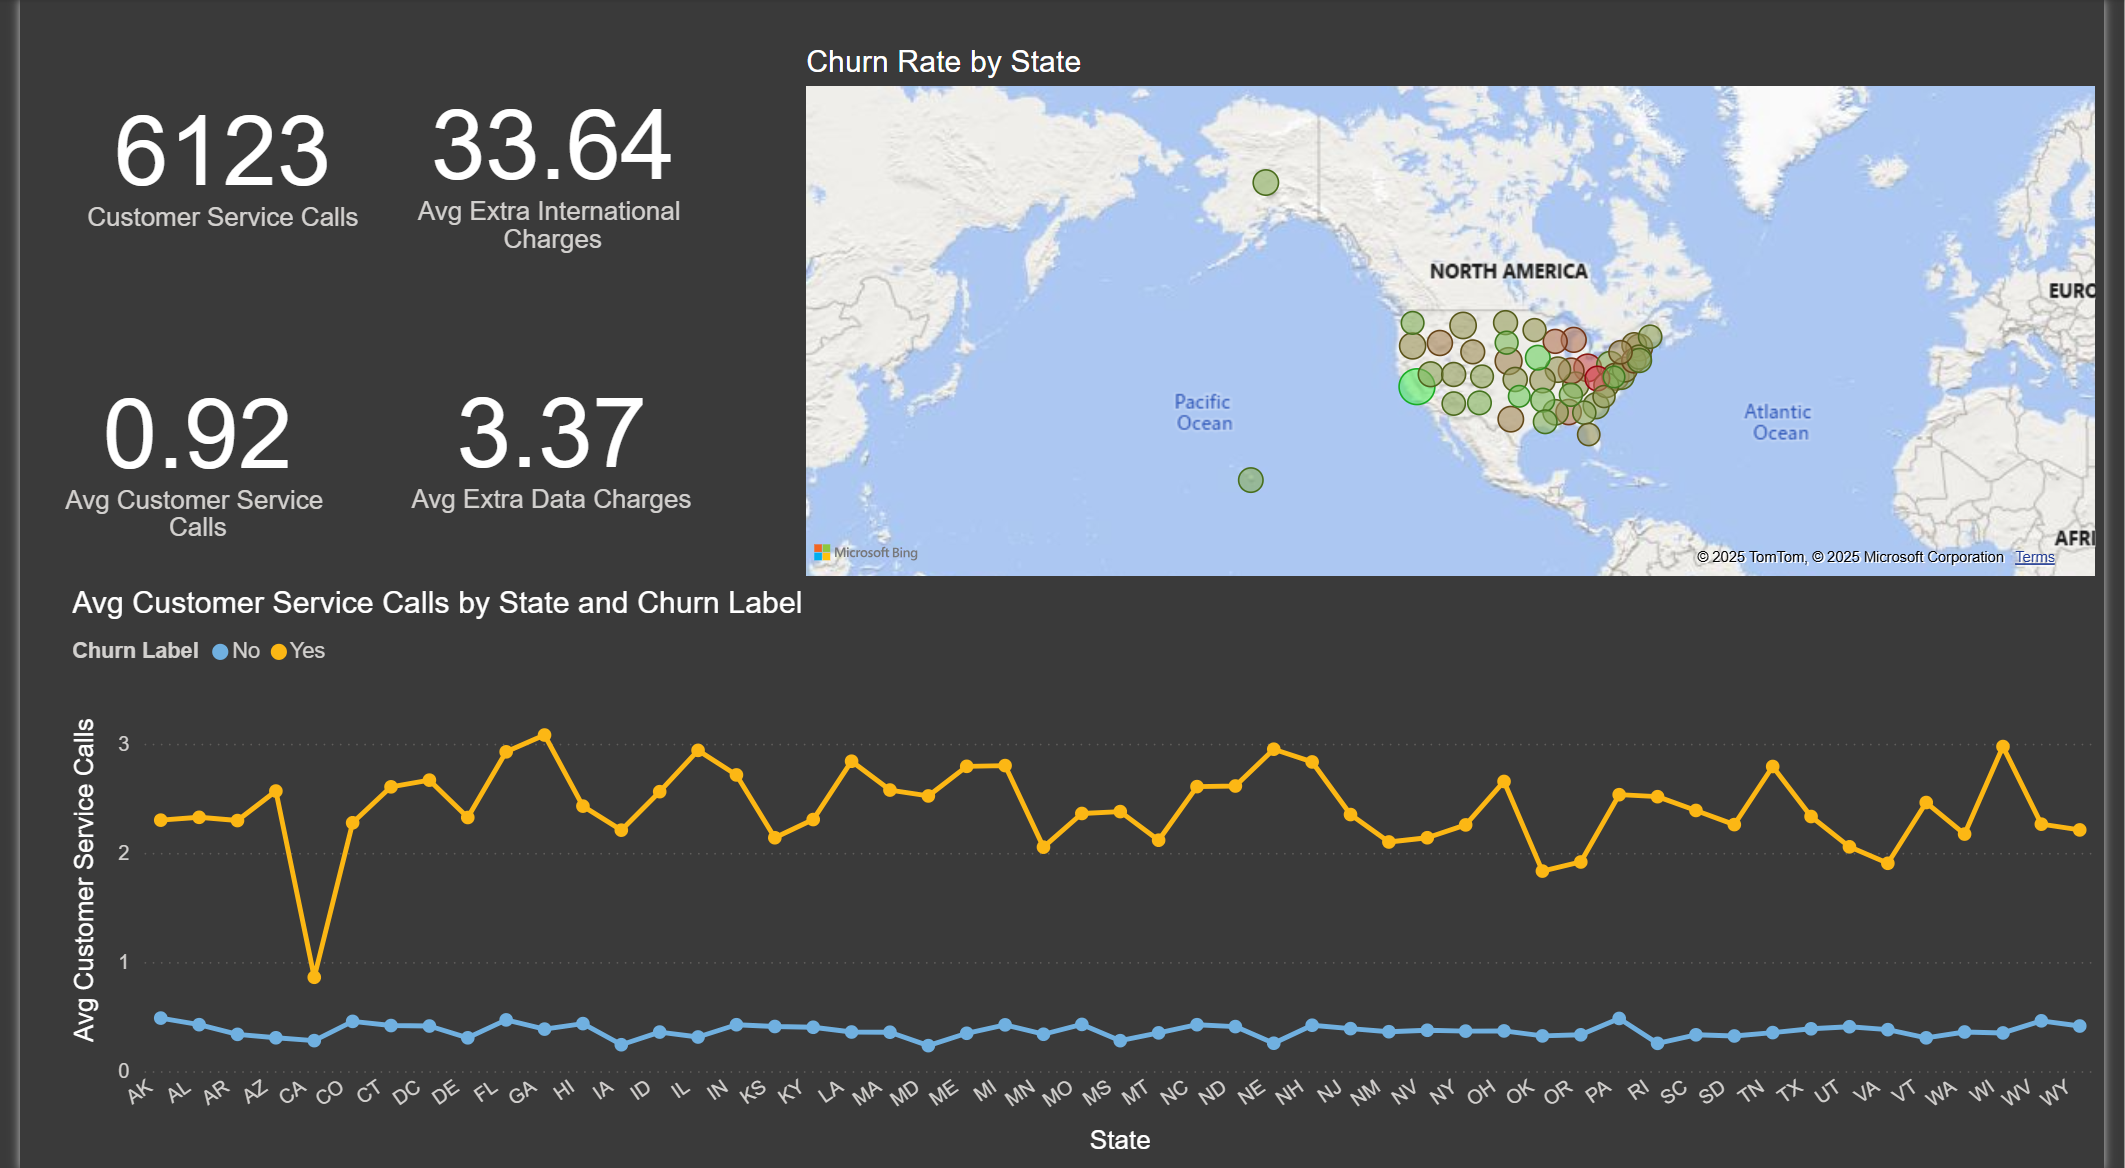 6123
Customer Service Calls
33.64
Avg Extra International
Charges
0.92
Avg Customer Service
Calls
3.37
Avg Extra Data Charges
Churn Rate by State
NORTH AMERICA
EURO
Pacific
Ocean
Atlantic
Ocean
AFRI
Microsoft Bing
© 2025 TomTom, © 2025 Microsoft Corporation Terms
Avg Customer Service Calls by State and Churn Label
Churn Label No Yes
Avg Customer Service Calls
3
2
1
0
AK AL AR AZ CA CO CT DC DE FL GA HI IA ID IL IN KS KY LA MA MD ME MI MN MO MS MT NC ND NE NH NJ NM NV NY OH OK OR PA RI SC SD TN TX UT VA VT WA WI WV WY
State